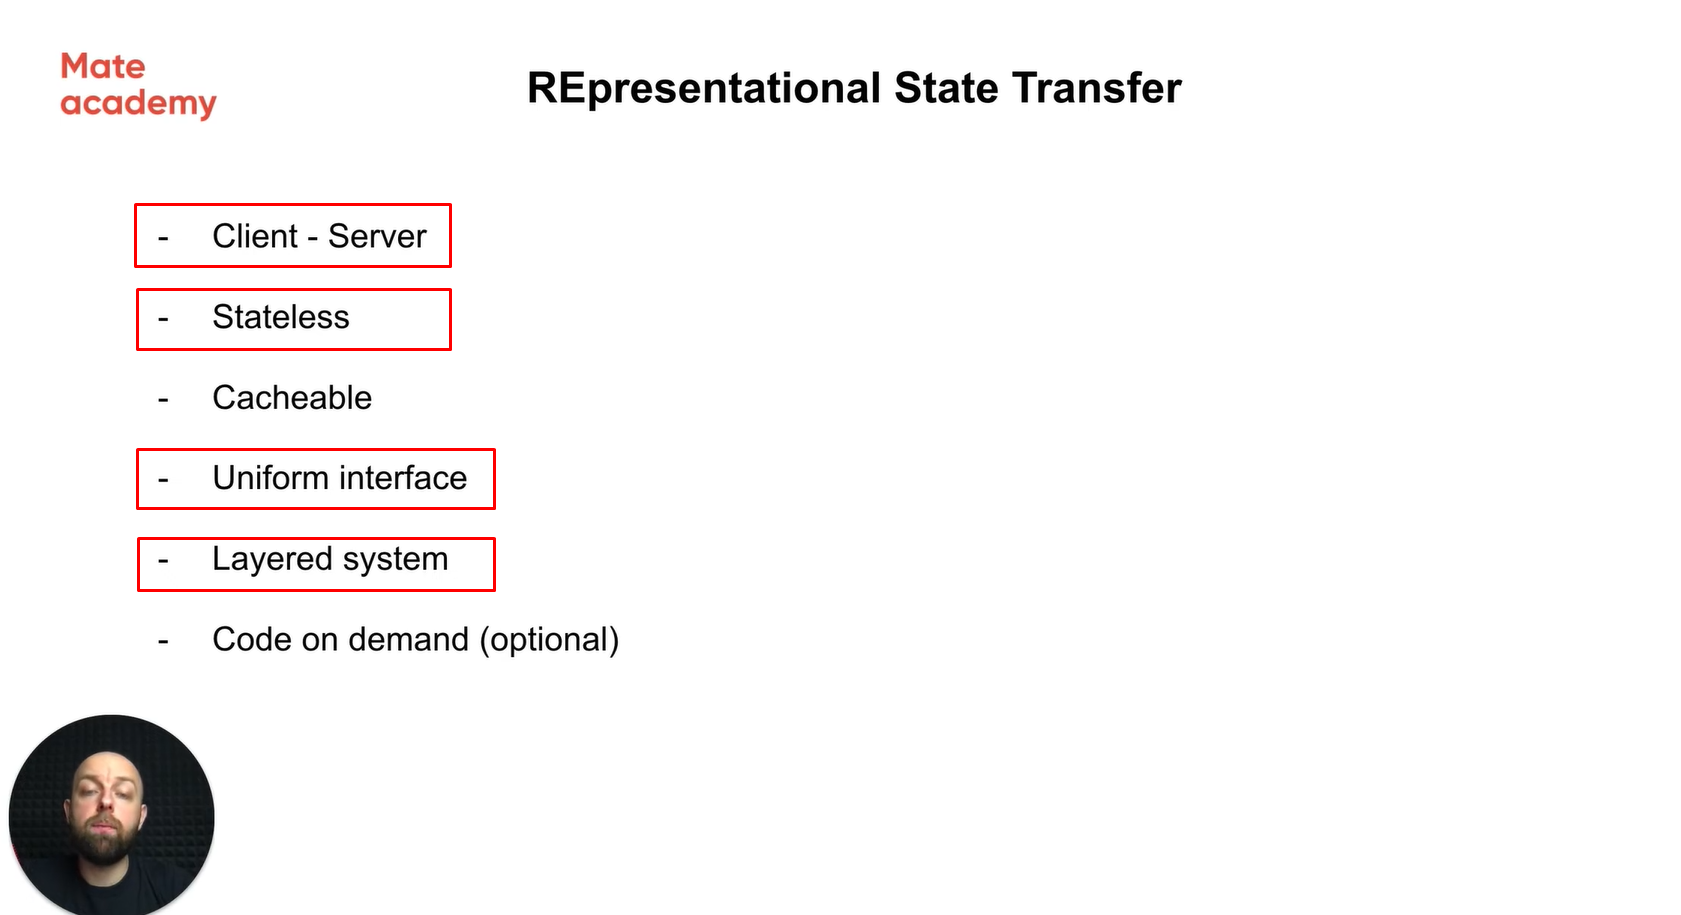 Mate
academy
REpresentational State Transfer
- Client - Server
- Stateless
- Cacheable
- Uniform interface
- Layered system
- Code on demand (optional)